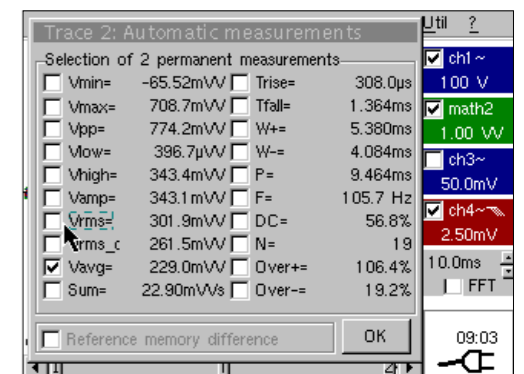 Trace 2: Automatic measurements
Selection of 2 permanent measurements
Vmin= -65.52mVV Trise= 308.0µs
Vmax= 708.7mVV Tfall= 1.364ms
Vpp= 774.2mVV W+= 5.380ms
Vlow= 396.7µVV W-= 4.084ms
Vhigh= 343.4mVV P= 9.464ms
Vamp= 343.1mVV F= 105.7 Hz
Vrms= 301.9mVV DC= 56.8%
261.5mVV N= 19
Vavg= 229.0mVV Over+= 106.4%
Sum= 22.90mVVs Over-= 19.2%
Reference memory difference OK
Util ?
ch1~
100 V
math2
1.00 VV
ch3~
50.0mV
ch4~
2.50mV
10.0ms
FFT
09:03